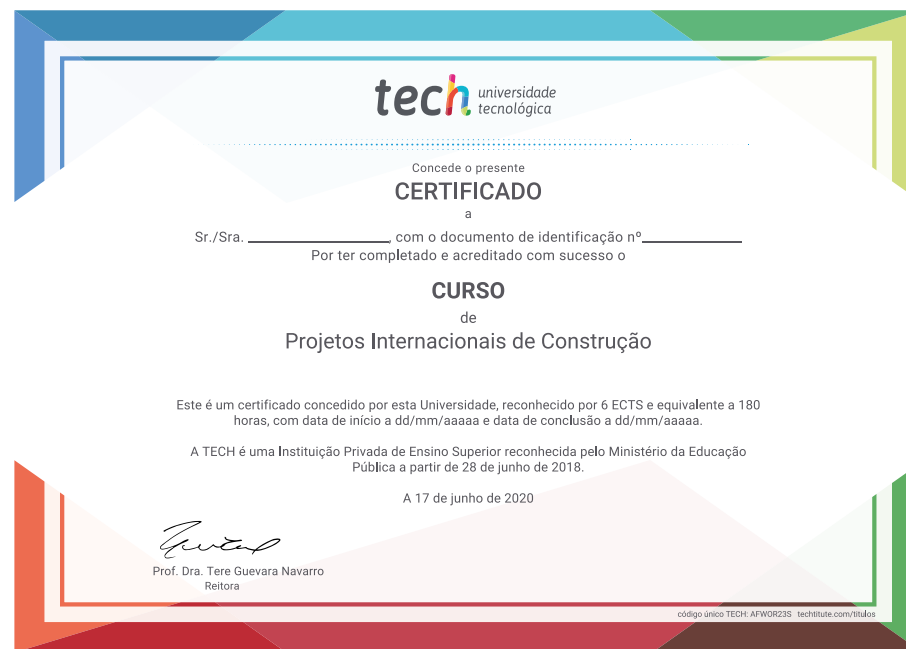 tech universidade
tecnológica
Concede o presente
CERTIFICADO
a
Sr./Sra. ________________, com o documento de identificação nº____________
Por ter completado e acreditado com sucesso o
CURSO
de
Projetos Internacionais de Construção
Este é um certificado concedido por esta Universidade, reconhecido por 6 ECTS e equivalente a 180
horas, com data de início a dd/mm/aaaaa e data de conclusão a dd/mm/aaaaa.
A TECH é uma Instituição Privada de Ensino Superior reconhecida pelo Ministério da Educação
Pública a partir de 28 de junho de 2018.
A 17 de junho de 2020
Prof. Dra. Tere Guevara Navarro
Reitora
código único TECH: AFWOR23S techtitute.com/titulos